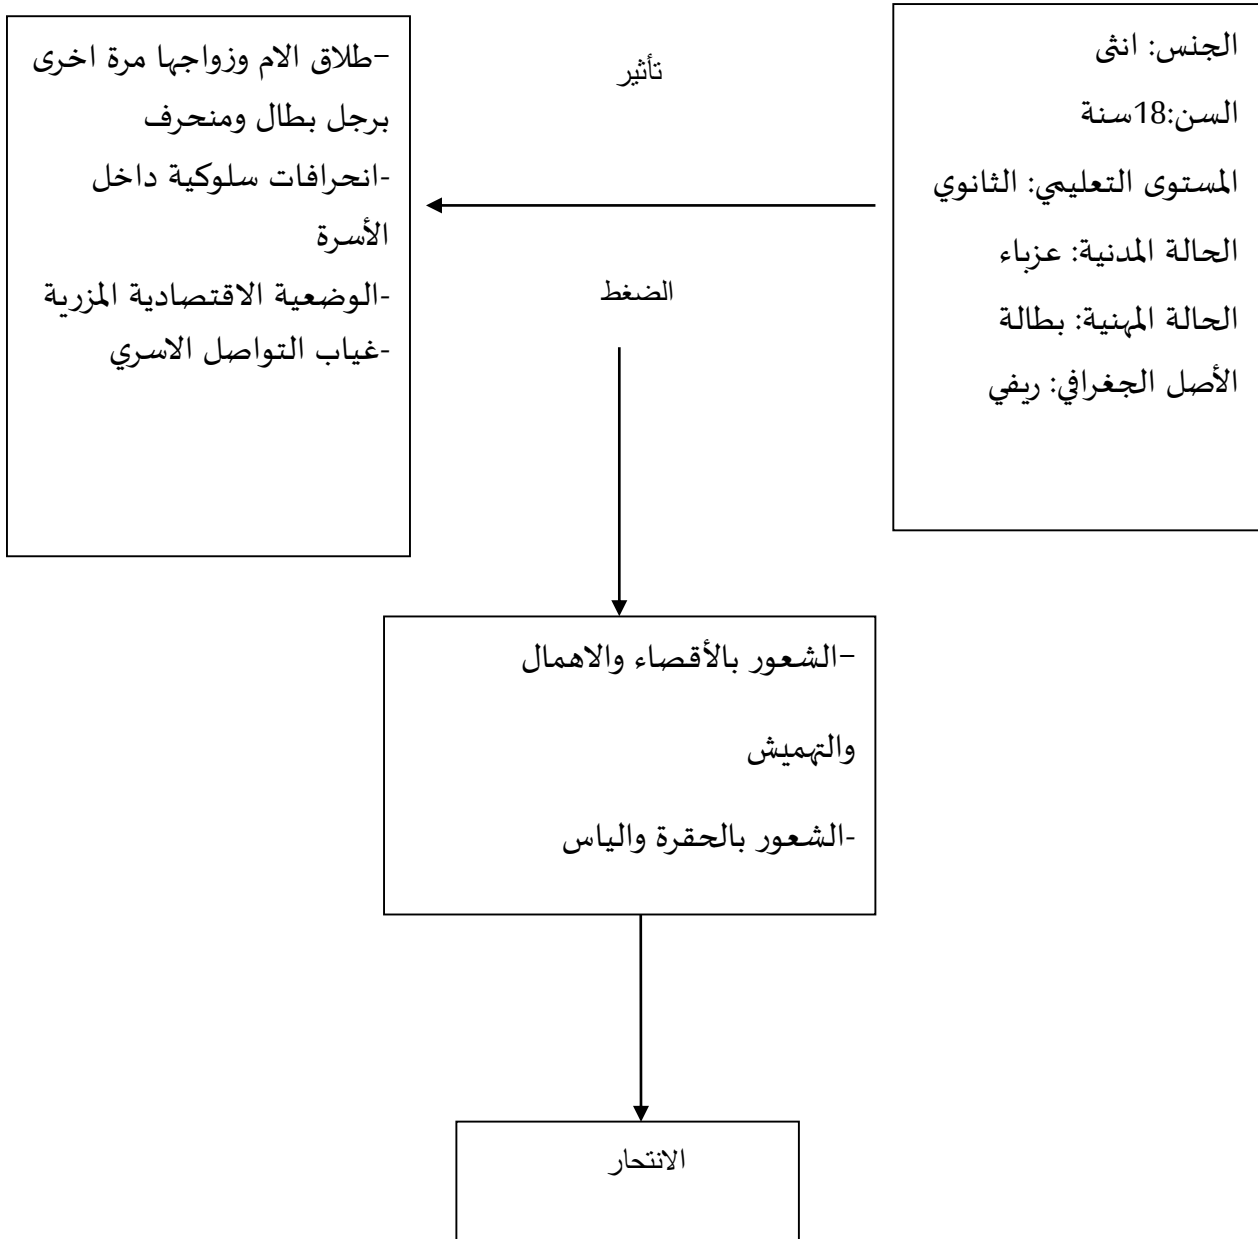 الجنس: انثى
السن:18سنة
المستوى التعليمي: الثانوي
الحالة المدنية: عزباء
الحالة المهنية: بطالة
الأصل الجغرافي: ريفي
تأثير
الضغط
–طلاق الام وزواجها مرة اخرى
برجل بطال ومنحرف
-انحرافات سلوكية داخل
الأسرة
-الوضعية الاقتصادية المزرية
-غياب التواصل الاسري
–الشعور بالأقصاء والاهمال
والتهميش
-الشعور بالحقرة والياس
الانتحار